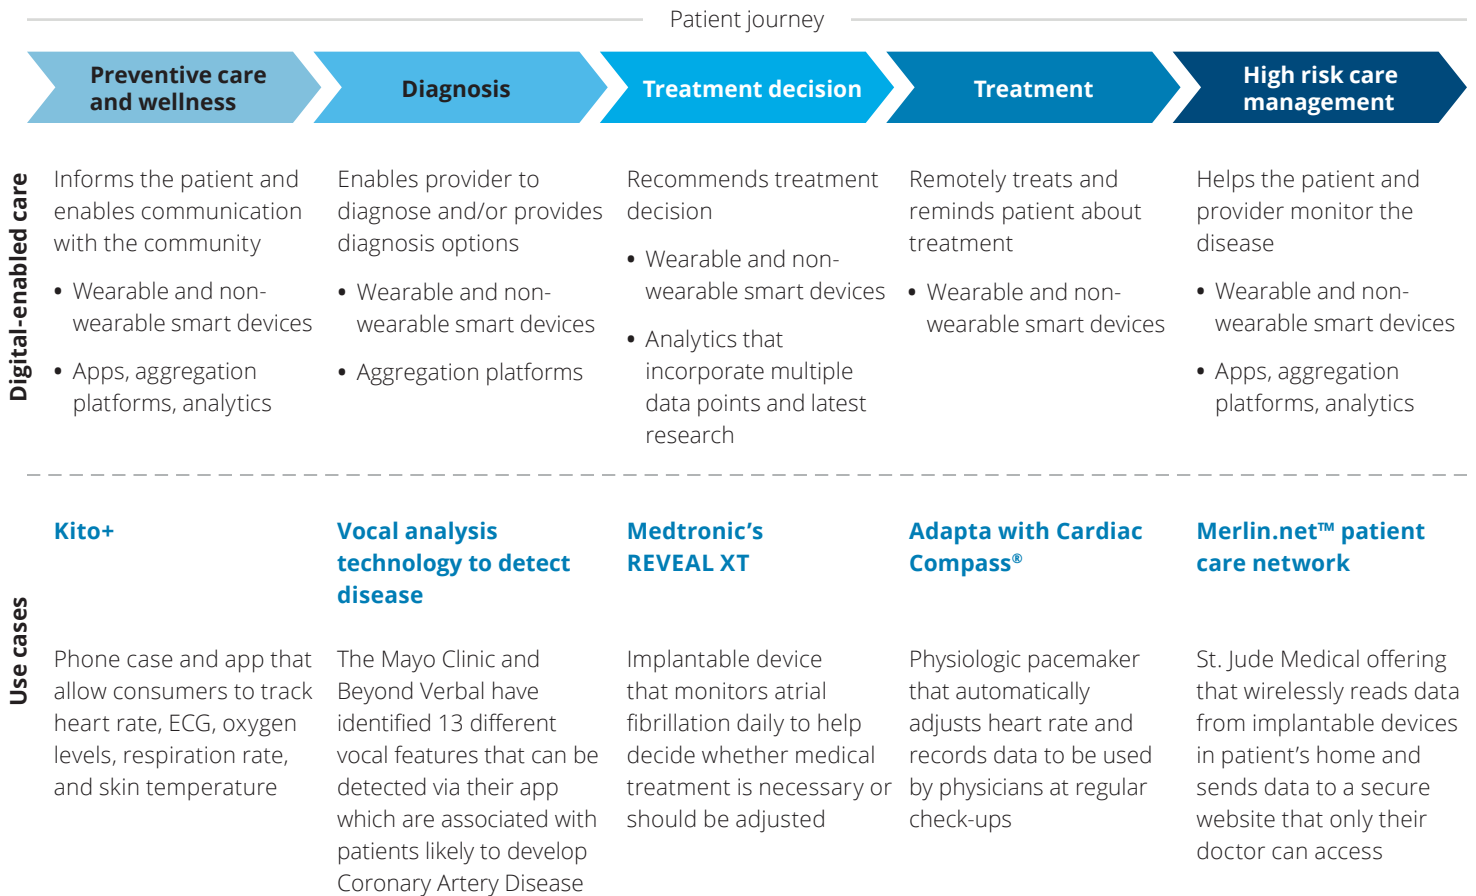 Patient journey
Preventive care
and wellness
Diagnosis
Treatment decision
Treatment
High risk care
management
Digital-enabled care
Informs the patient and
enables communication
with the community
• Wearable and non-
wearable smart devices
• Apps, aggregation
platforms, analytics
Enables provider to
diagnose and/or provides
diagnosis options
• Wearable and non-
wearable smart devices
• Aggregation platforms
Recommends treatment
decision
• Wearable and non-
wearable smart devices
• Analytics that
incorporate multiple
data points and latest
research
Remotely treats and
reminds patient about
treatment
• Wearable and non-
wearable smart devices
Helps the patient and
provider monitor the
disease
• Wearable and non-
wearable smart devices
• Apps, aggregation
platforms, analytics
Use cases
Kito+
Phone case and app that
allow consumers to track
heart rate, ECG, oxygen
levels, respiration rate,
and skin temperature
Vocal analysis
technology to detect
disease
The Mayo Clinic and
Beyond Verbal have
identified 13 different
vocal features that can be
detected via their app
which are associated with
patients likely to develop
Coronary Artery Disease
Medtronic’s
REVEAL XT
Implantable device
that monitors atrial
fibrillation daily to help
decide whether medical
treatment is necessary or
should be adjusted
Adapta with Cardiac
Compass®
Physiologic pacemaker
that automatically
adjusts heart rate and
records data to be used
by physicians at regular
check-ups
Merlin.net™ patient
care network
St. Jude Medical offering
that wirelessly reads data
from implantable devices
in patient’s home and
sends data to a secure
website that only their
doctor can access